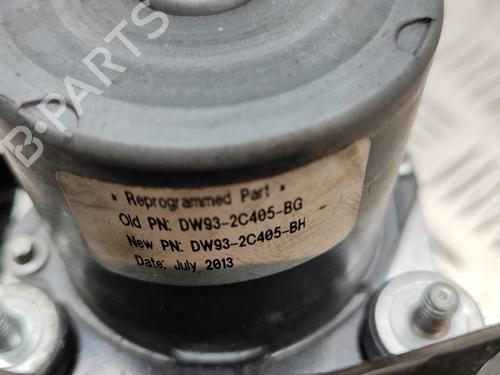 B-PARTS
* Reprogrammed Part *
Old PN: DW93-2C405-BG
New PN: DW93-2C405-BH
Date: July 2013